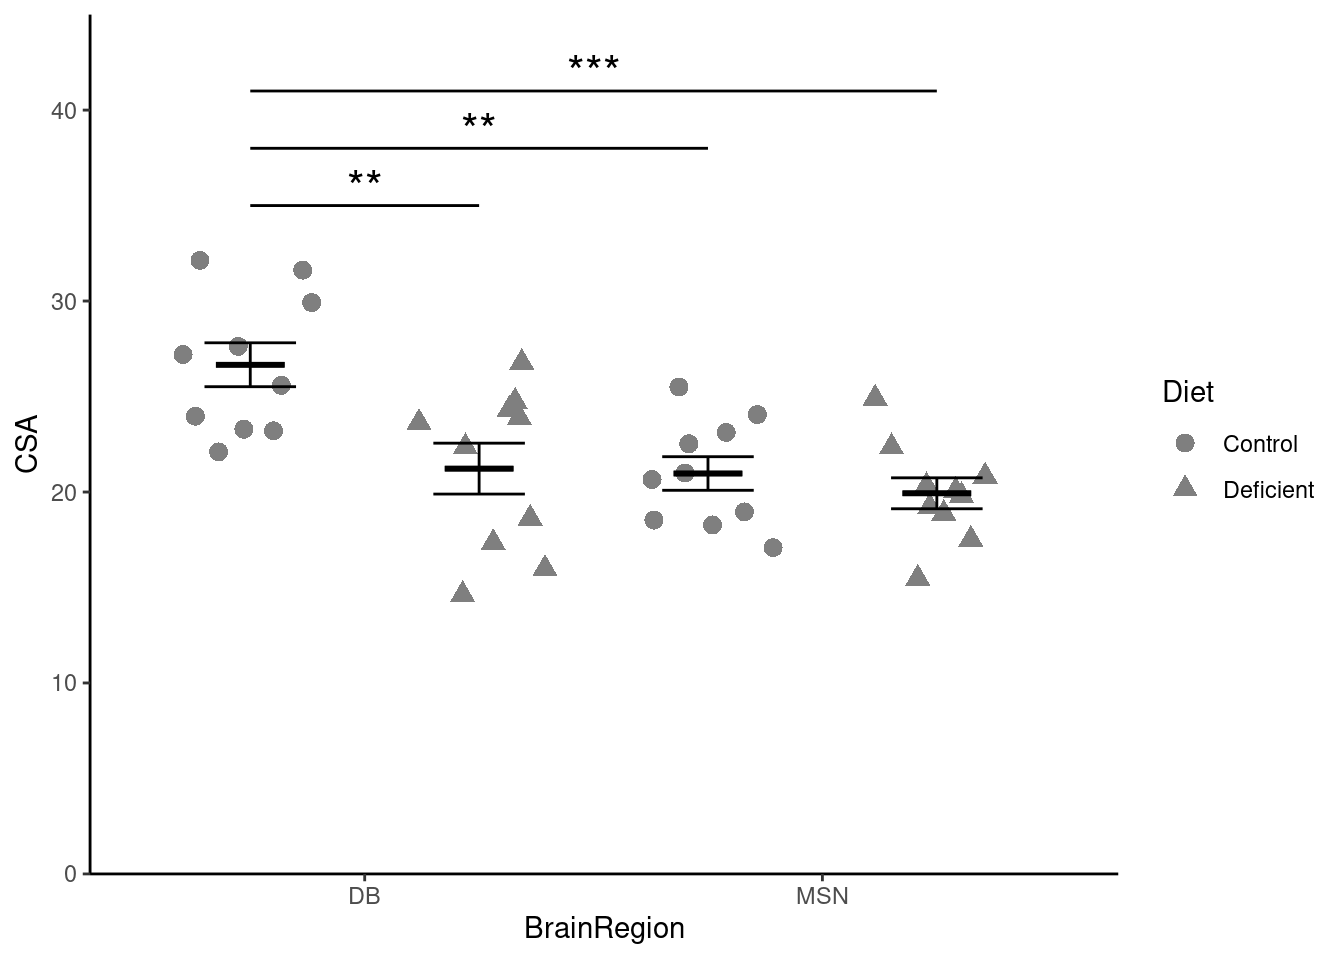 ***
**
**
40
30
20
10
0
CSA
DB
MSN
BrainRegion
Diet
Control
Deficient